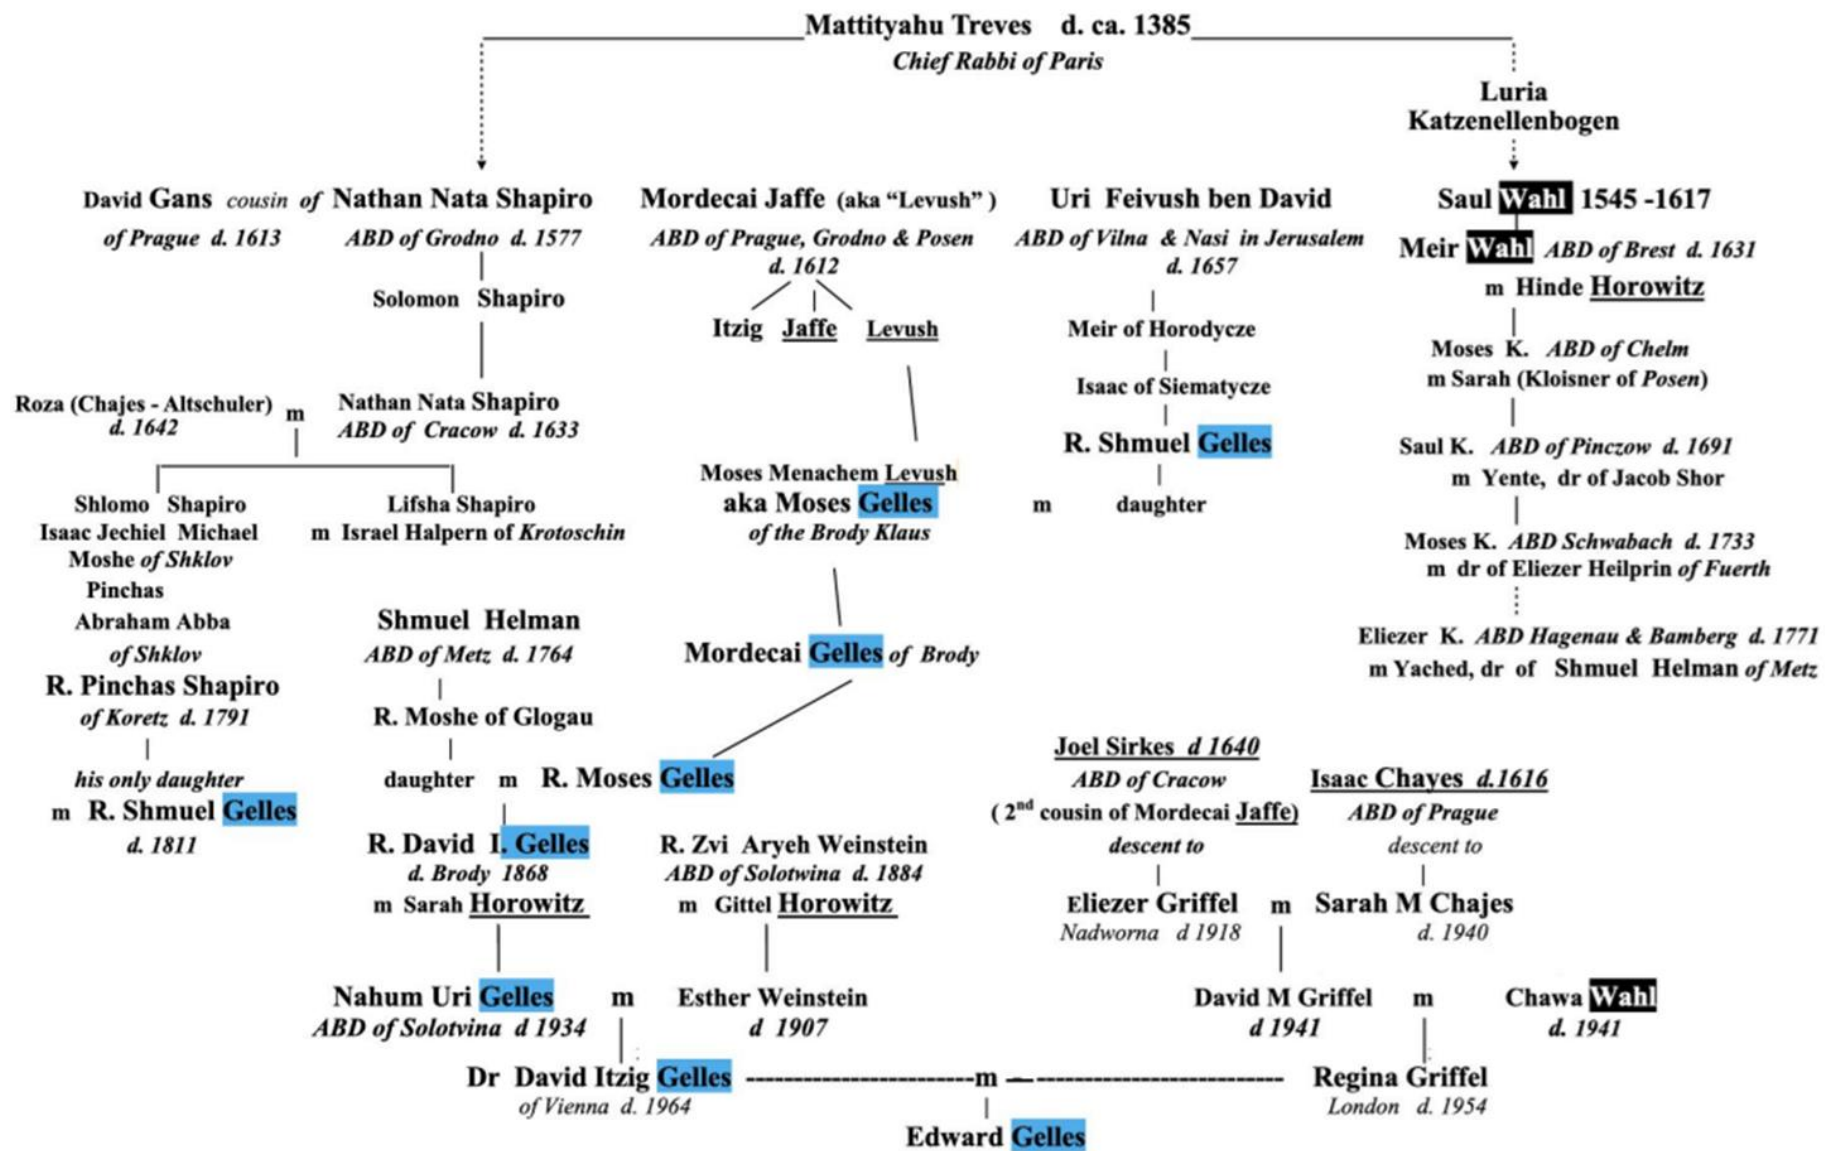 Mattityahu Treves d. ca. 1385
Chief Rabbi of Paris
Luria
Katzenellenbogen
David Gans cousin of Nathan Nata Shapiro
of Prague d. 1613
ABD of Grodno d. 1577
Mordecai Jaffe (aka “Levush” )
ABD of Prague, Grodno & Posen
d. 1612
Uri Feivush ben David
ABD of Vilna & Nasi in Jerusalem
d. 1657
Saul Wahl 1545 -1617
Meir Wahl ABD of Brest d. 1631
m Hinde Horowitz
Solomon Shapiro
Itzig Jaffe Levush
Meir of Horodycze
Moses K. ABD of Chelm
m Sarah (Kloisner of Posen)
Isaac of Siematycze
Roza (Chajes - Altschuler) m
d. 1642
Nathan Nata Shapiro
ABD of Cracow d. 1633
R. Shmuel Gelles
Saul K. ABD of Pinczow d. 1691
m Yente, dr of Jacob Shor
Moses Menachem Levush
aka Moses Gelles
of the Brody Klaus
m daughter
Shlomo Shapiro
Isaac Jechiel Michael
Moshe of Shklov
Pinchas
Abraham Abba
of Shklov
R. Pinchas Shapiro
of Koretz d. 1791
Lifsha Shapiro
m Israel Halpern of Krotoschin
Moses K. ABD Schwabach d. 1733
m dr of Eliezer Heilprin of Fuerth
Shmuel Helman
ABD of Metz d. 1764
Mordecai Gelles of Brody
Eliezer K. ABD Hagenau & Bamberg d. 1771
m Yached, dr of Shmuel Helman of Metz
R. Moshe of Glogau
his only daughter
m R. Shmuel Gelles
d. 1811
daughter m R. Moses Gelles
Joel Sirkes d 1640
ABD of Cracow
( 2nd cousin of Mordecai Jaffe)
descent to
Isaac Chayes d.1616
ABD of Prague
descent to
R. David I. Gelles
d. Brody 1868
m Sarah Horowitz
R. Zvi Aryeh Weinstein
ABD of Solotwina d. 1884
m Gittel Horowitz
Eliezer Griffel m Sarah M Chajes
Nadworna d 1918
d. 1940
Nahum Uri Gelles m Esther Weinstein
ABD of Solotvina d 1934
d 1907
David M Griffel m Chawa Wahl
d 1941
d. 1941
Dr David Itzig Gelles -----------------------m — ------------------------- Regina Griffel
of Vienna d. 1964
London d. 1954
Edward Gelles